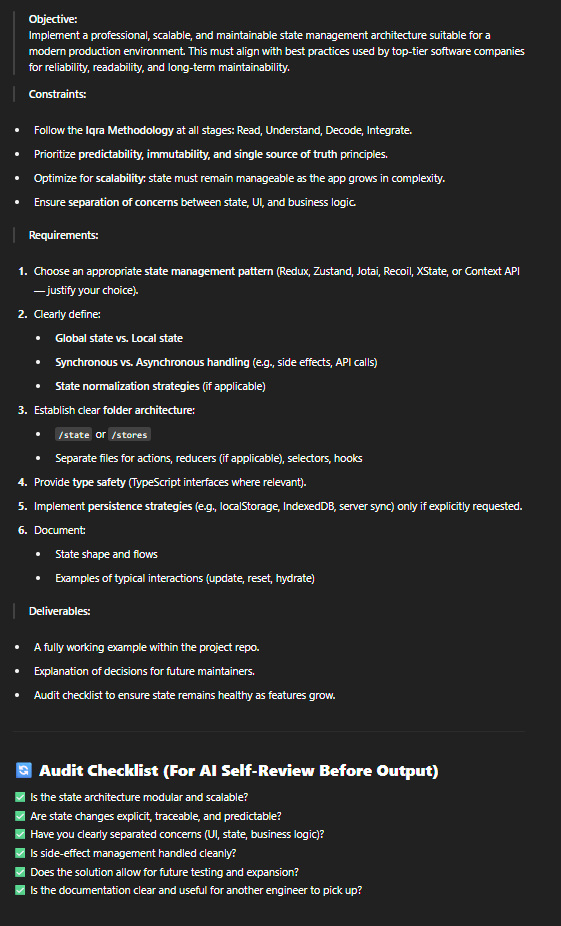 Objective:
Implement a professional, scalable, and maintainable state management architecture suitable for a
modern production environment. This must align with best practices used by top-tier software companies
for reliability, readability, and long-term maintainability.
Constraints:
• Follow the Iqra Methodology at all stages: Read, Understand, Decode, Integrate.
• Prioritize predictability, immutability, and single source of truth principles.
• Optimize for scalability: state must remain manageable as the app grows in complexity.
• Ensure separation of concerns between state, UI, and business logic.
Requirements:
1. Choose an appropriate state management pattern (Redux, Zustand, Jotai, Recoil, XState, or Context API
— justify your choice).
2. Clearly define:
• Global state vs. Local state
• Synchronous vs. Asynchronous handling (e.g., side effects, API calls)
• State normalization strategies (if applicable)
3. Establish clear folder architecture:
• /state or /stores
• Separate files for actions, reducers (if applicable), selectors, hooks
4. Provide type safety (TypeScript interfaces where relevant).
5. Implement persistence strategies (e.g., localStorage, IndexedDB, server sync) only if explicitly requested.
6. Document:
• State shape and flows
• Examples of typical interactions (update, reset, hydrate)
Deliverables:
• A fully working example within the project repo.
• Explanation of decisions for future maintainers.
• Audit checklist to ensure state remains healthy as features grow.
🔄 Audit Checklist (For AI Self-Review Before Output)
✅ Is the state architecture modular and scalable?
✅ Are state changes explicit, traceable, and predictable?
✅ Have you clearly separated concerns (UI, state, business logic)?
✅ Is side-effect management handled cleanly?
✅ Does the solution allow for future testing and expansion?
✅ Is the documentation clear and useful for another engineer to pick up?